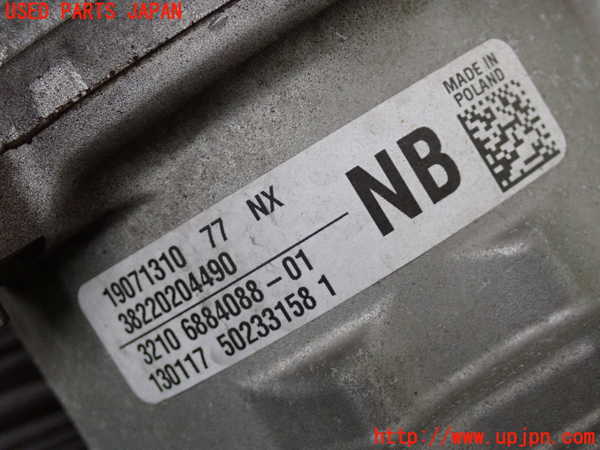 USED PARTS JAPAN
MADE IN
POLAND
NB
19071310 77 NX
38220204490
3210 6884088-01
130117 50233158 1
http://www.upjpn.com/